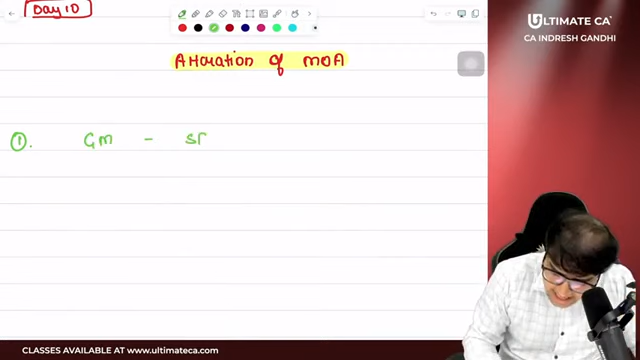 Day 10
ULTIMATE CA
CA INDRESH GANDHI
Alteration of MOA
①. GM - SR
CLASSES AVAILABLE AT www.ultimateca.com